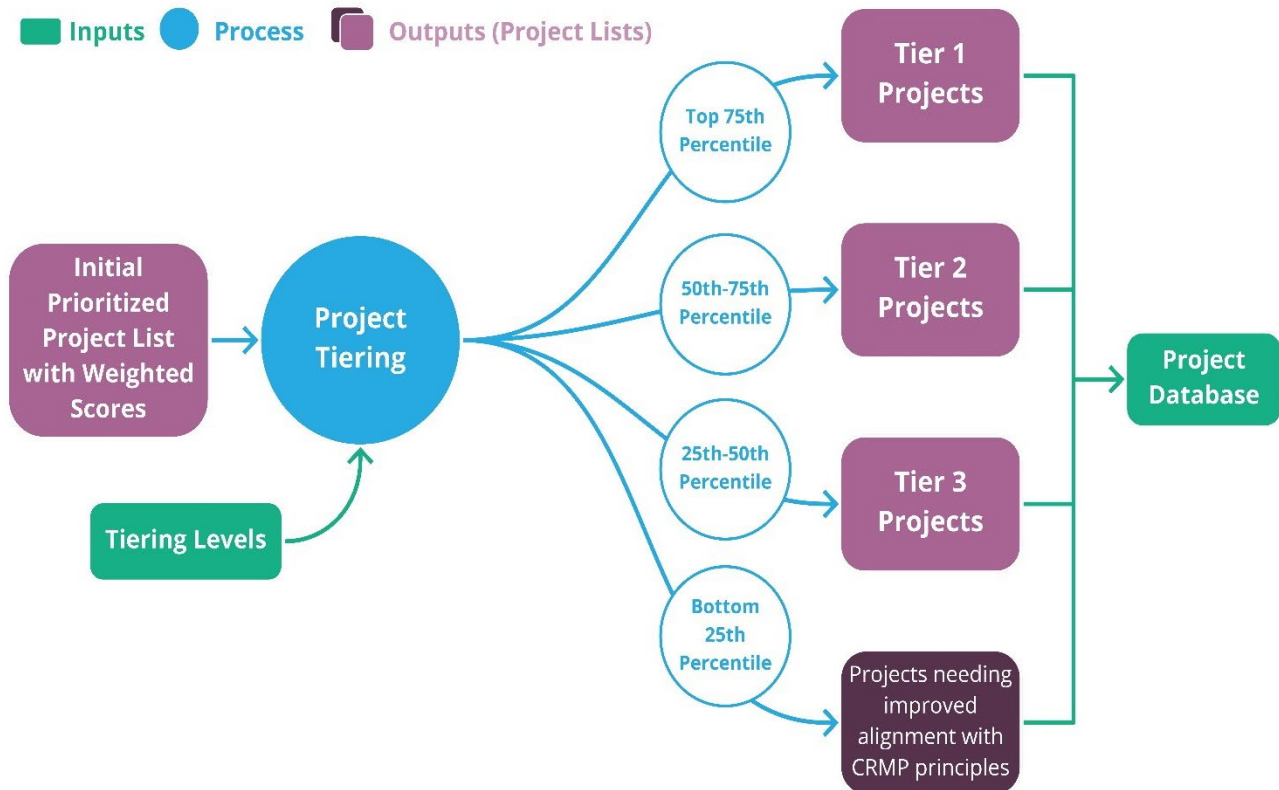 Inputs
Process
Outputs (Project Lists)
Initial
Prioritized
Project List
with Weighted
Scores
Project
Tiering
Tiering Levels
Top 75th
Percentile
50th-75th
Percentile
25th-50th
Percentile
Bottom
25th
Percentile
Tier 1
Projects
Tier 2
Projects
Tier 3
Projects
Projects needing
improved
alignment with
CRMP principles
Project
Database